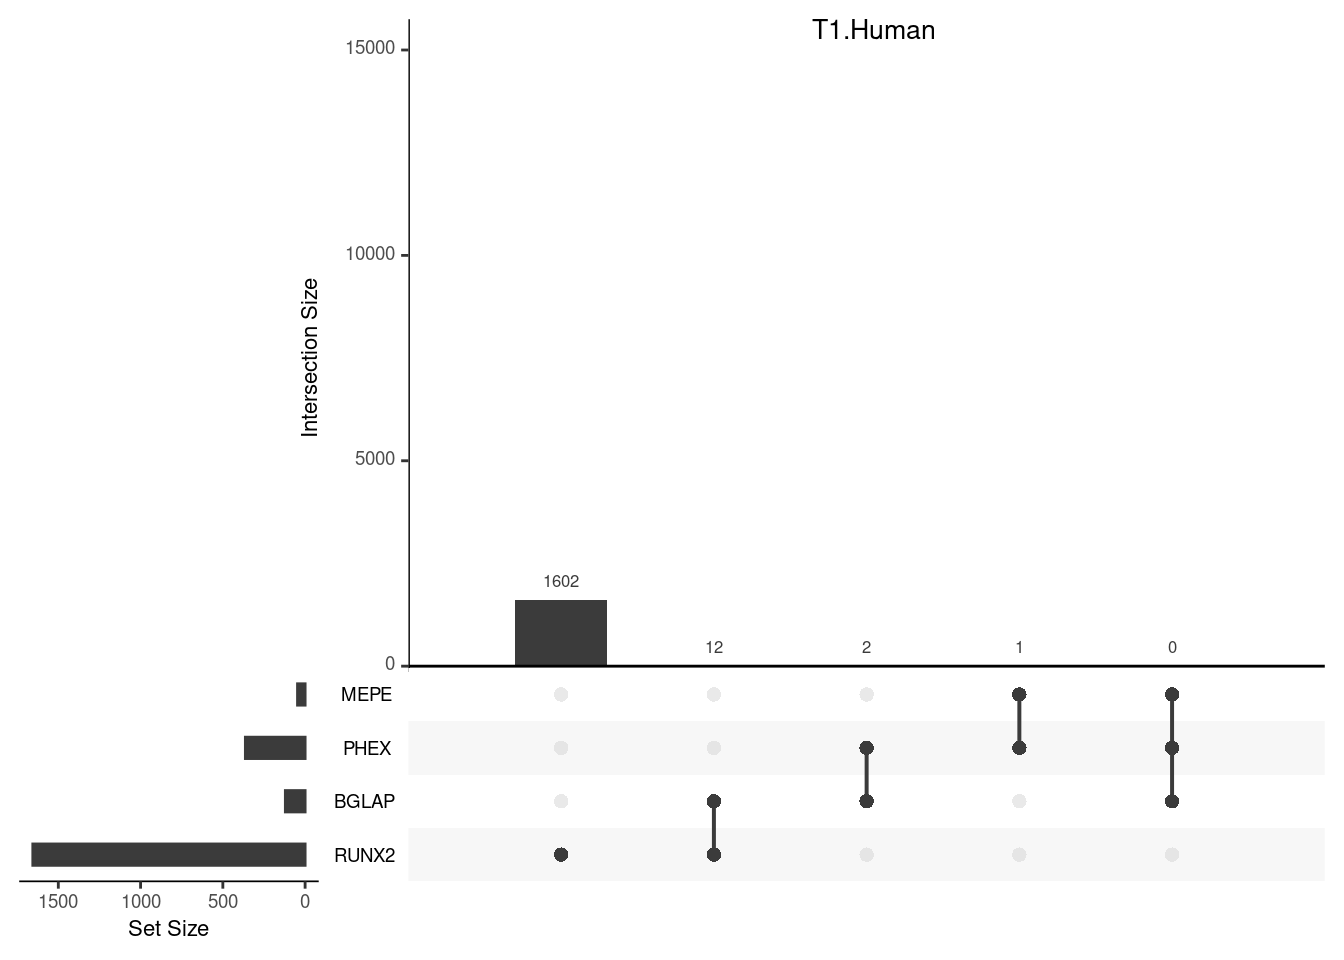 T1.Human
15000
10000
5000
0
Intersection Size
1602
12
2
1
0
MEPE
PHEX
BGLAP
RUNX2
1500 1000 500 0
Set Size